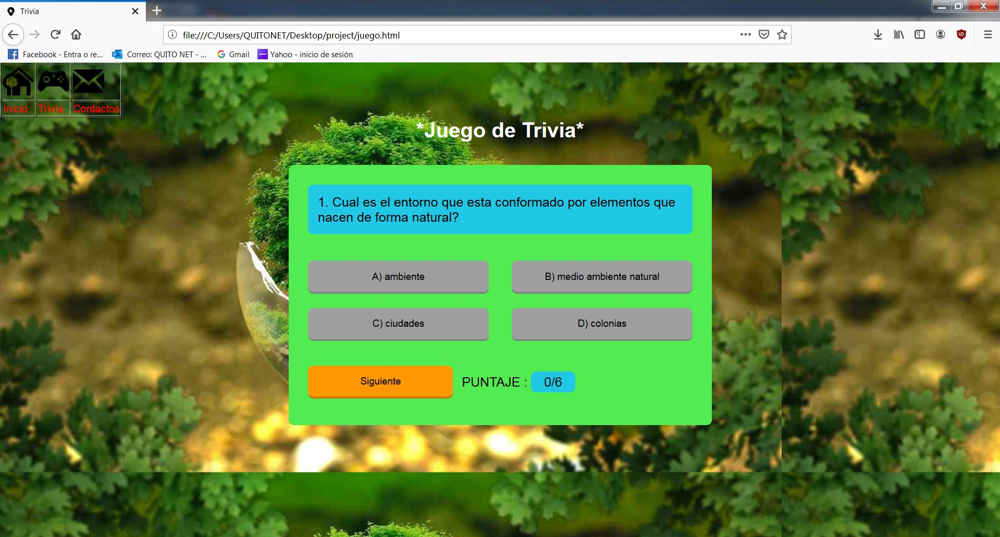 Trivia
file:///C:/Users/QUITONET/Desktop/project/juego.html
Facebook - Entra o re... Correo: QUITO NET - ... Gmail Yahoo - inicio de sesión
Inicio Trivia Contactos
*Juego de Trivia*
1. Cual es el entorno que esta conformado por elementos que
nacen de forma natural?
A) ambiente
B) medio ambiente natural
C) ciudades
D) colonias
Siguiente
PUNTAJE : 0/6